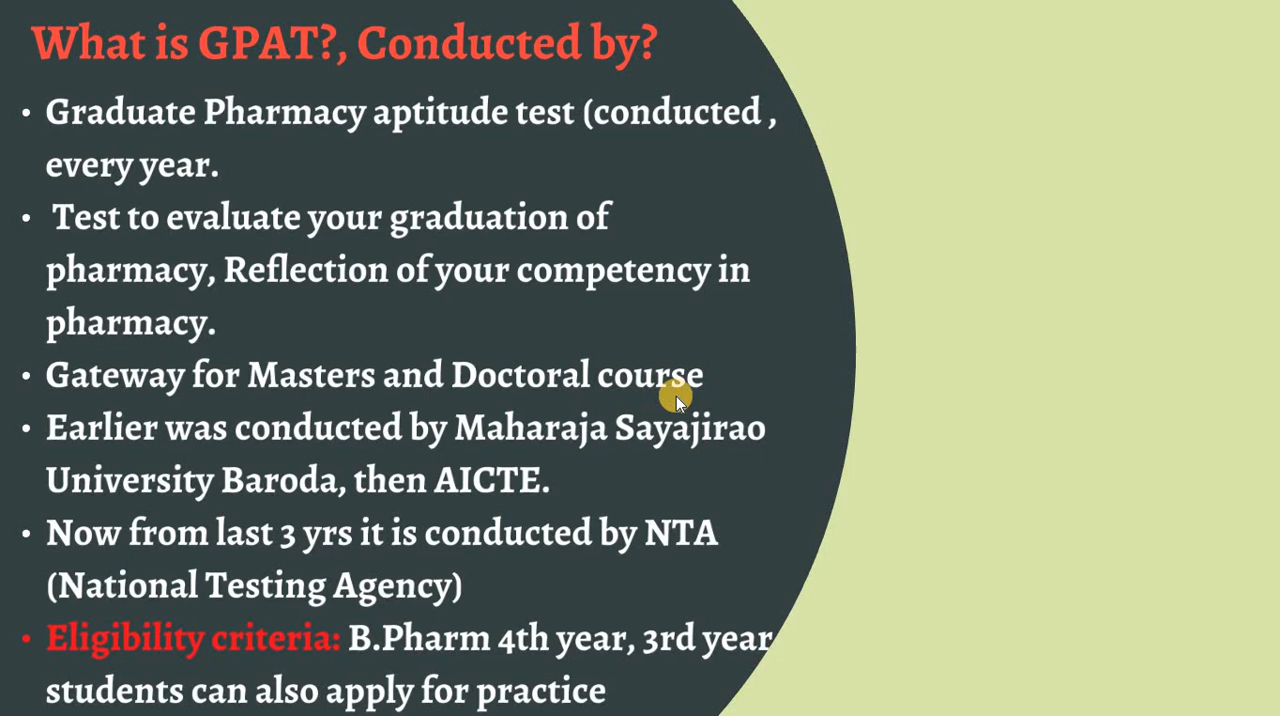 What is GPAT?, Conducted by?
• Graduate Pharmacy aptitude test (conducted ,
every year.
• Test to evaluate your graduation of
pharmacy, Reflection of your competency in
pharmacy.
• Gateway for Masters and Doctoral course
• Earlier was conducted by Maharaja Sayajirao
University Baroda, then AICTE.
• Now from last 3 yrs it is conducted by NTA
(National Testing Agency)
• Eligibility criteria: B.Pharm 4th year, 3rd year
students can also apply for practice